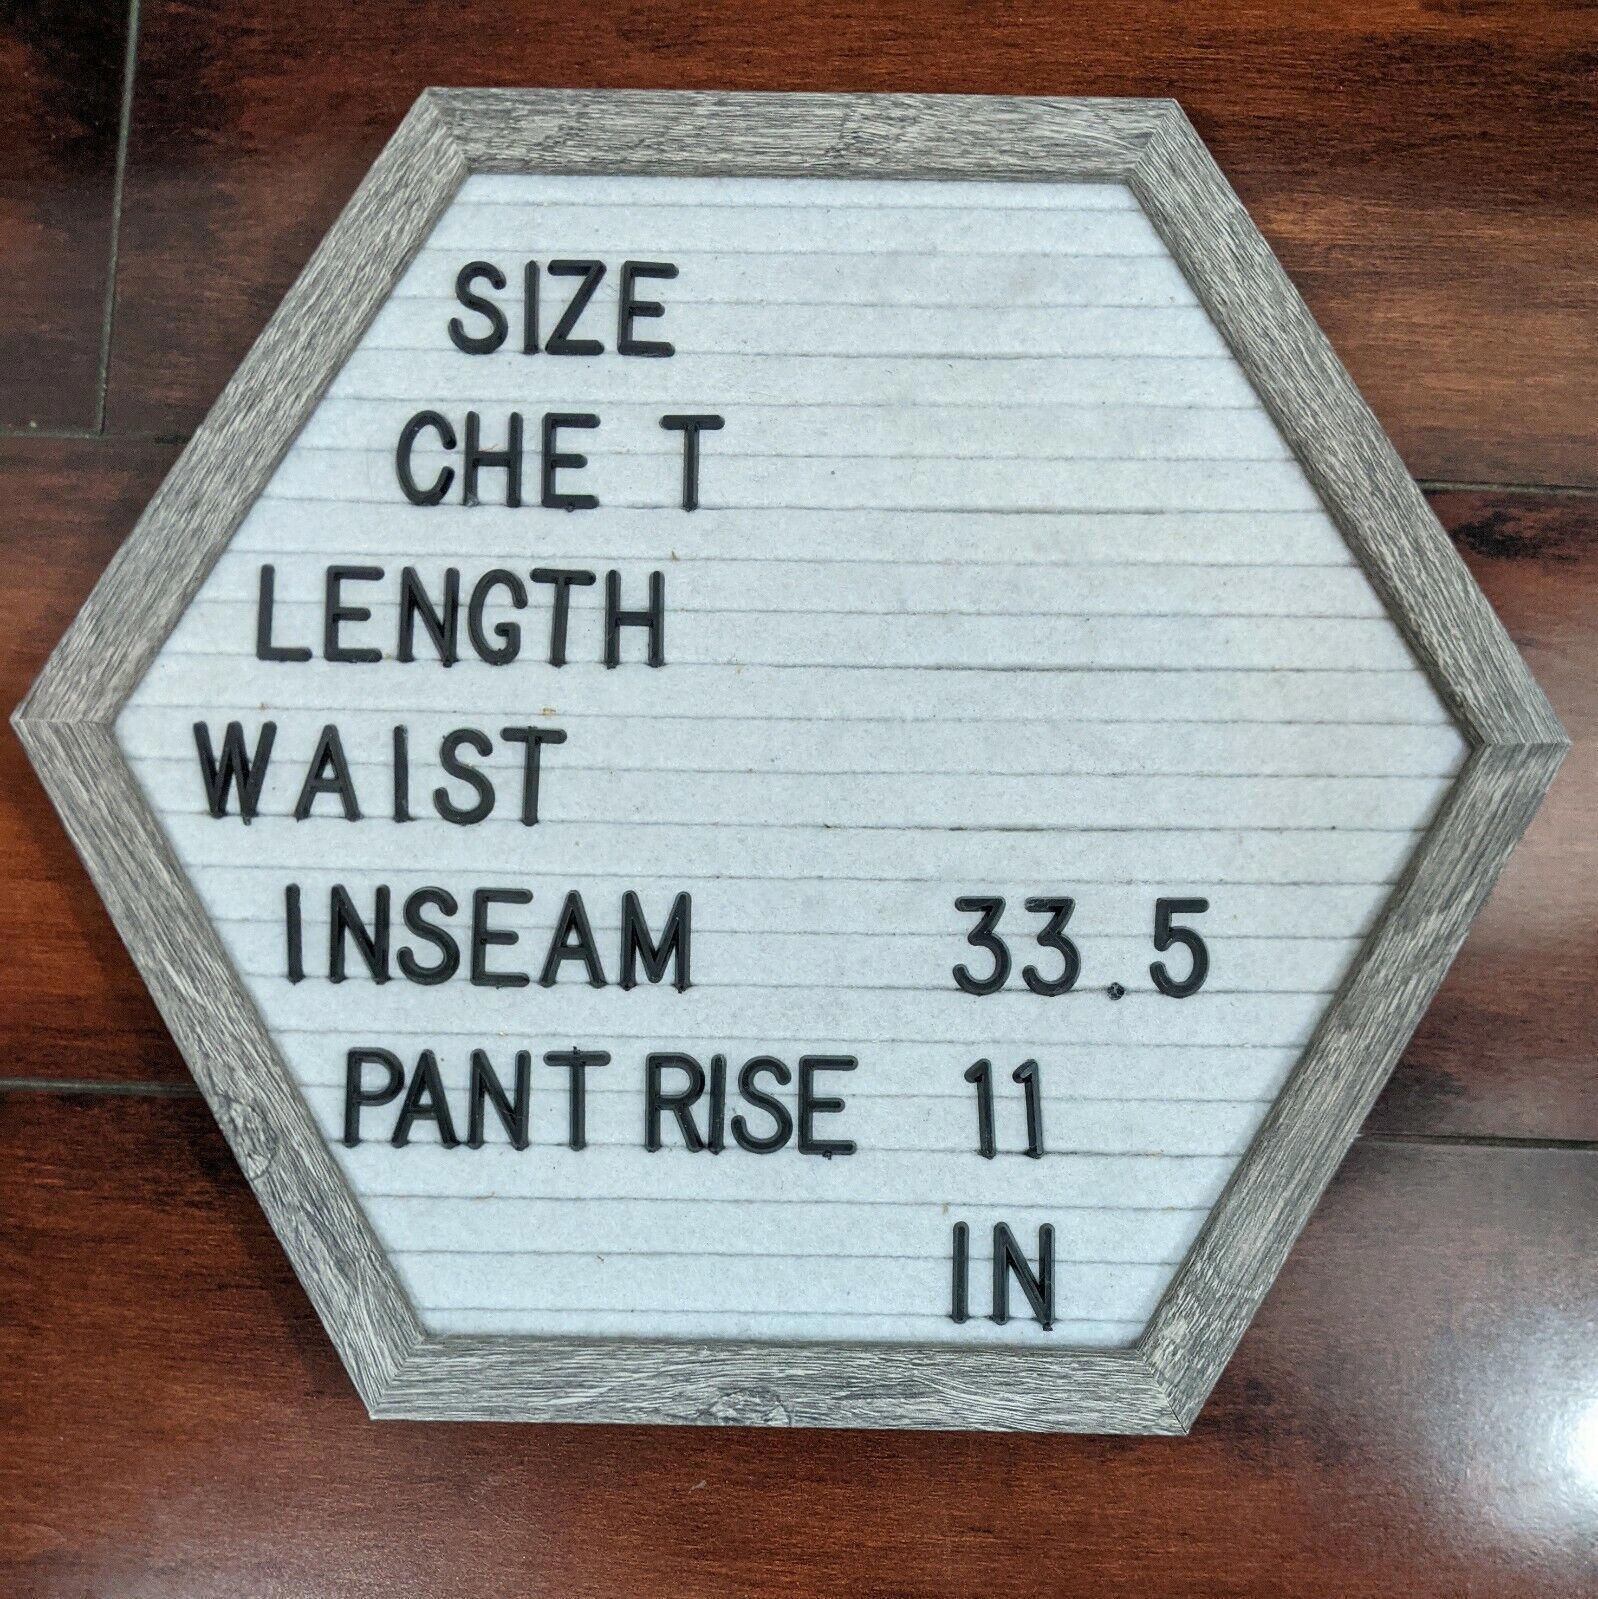 SIZE
CHE T
LENGTH
WAIST
INSEAM 33.5
PANT RISE 11
IN